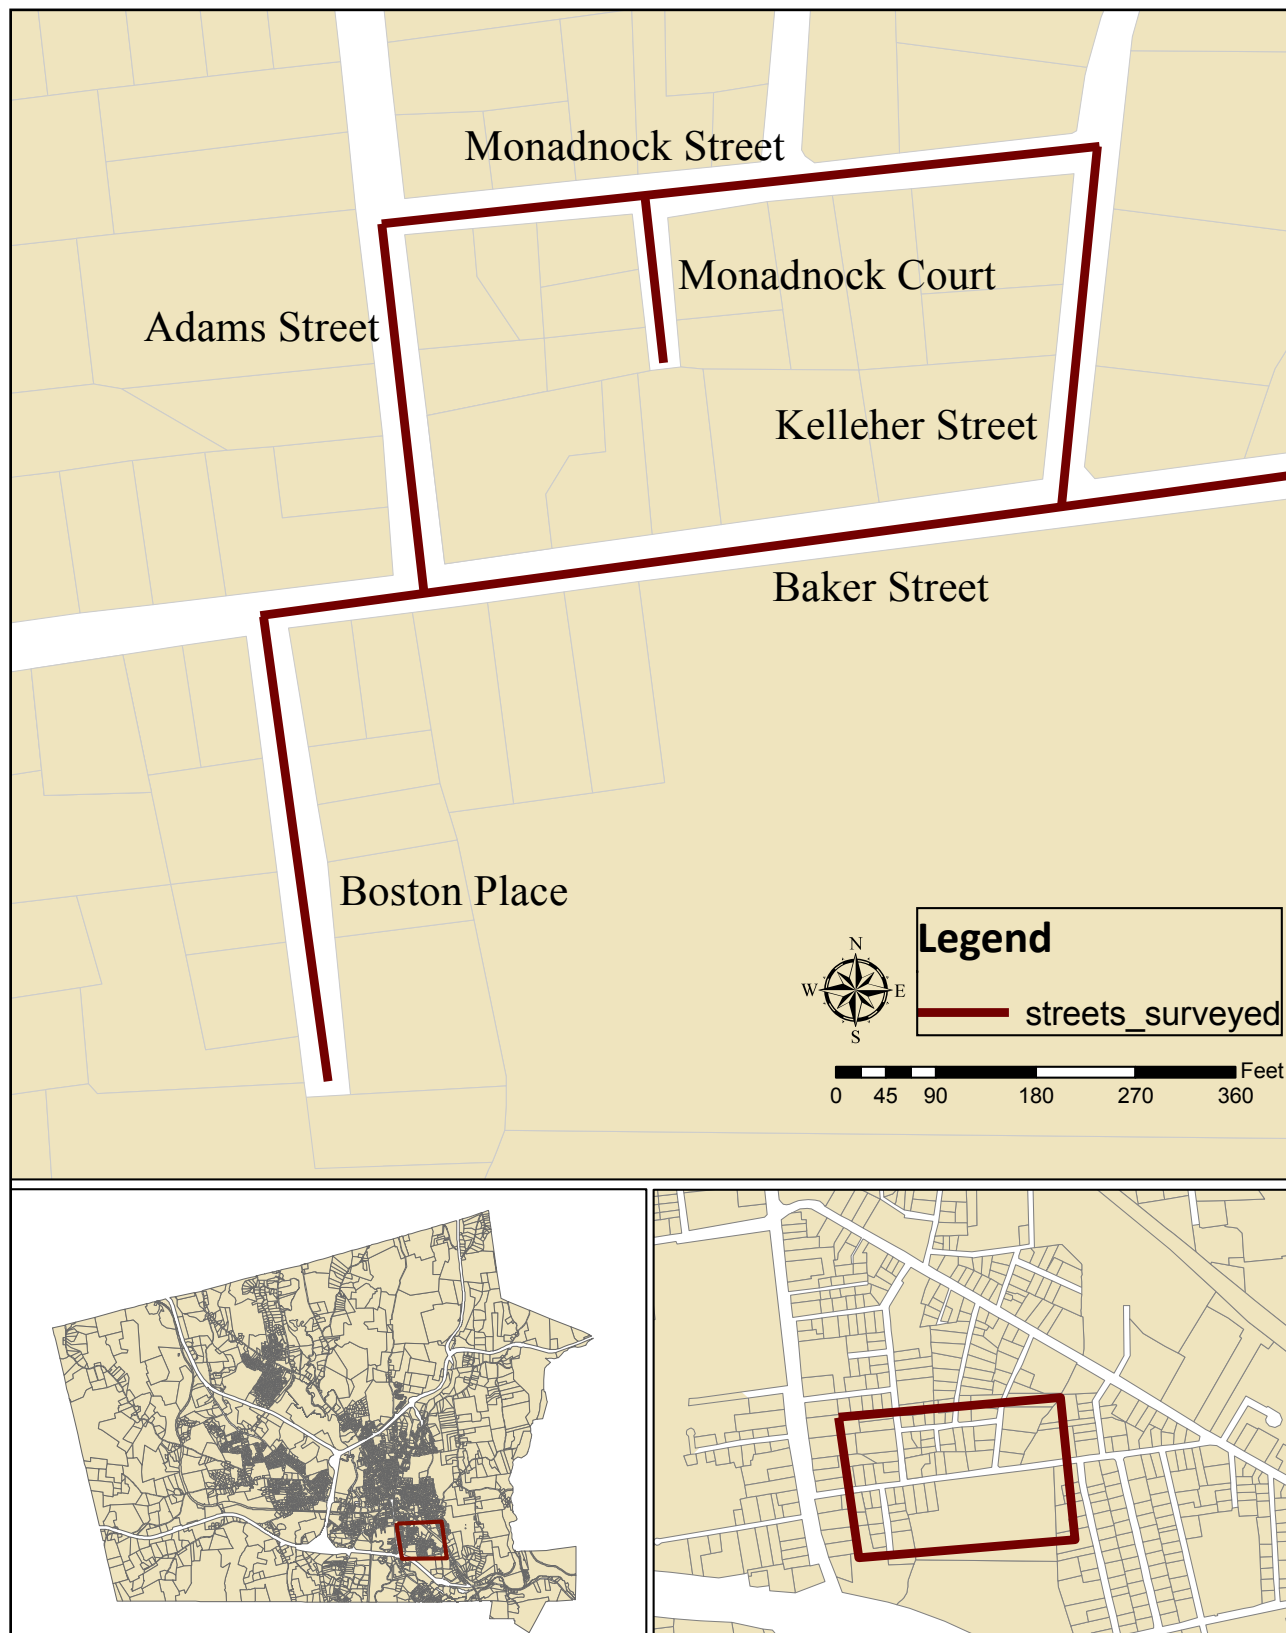 Monadnock Street
Monadnock Court
Adams Street
Kelleher Street
Baker Street
Boston Place
Legend
streets_surveyed
N
W
E
S
Feet
0 45 90 180 270 360